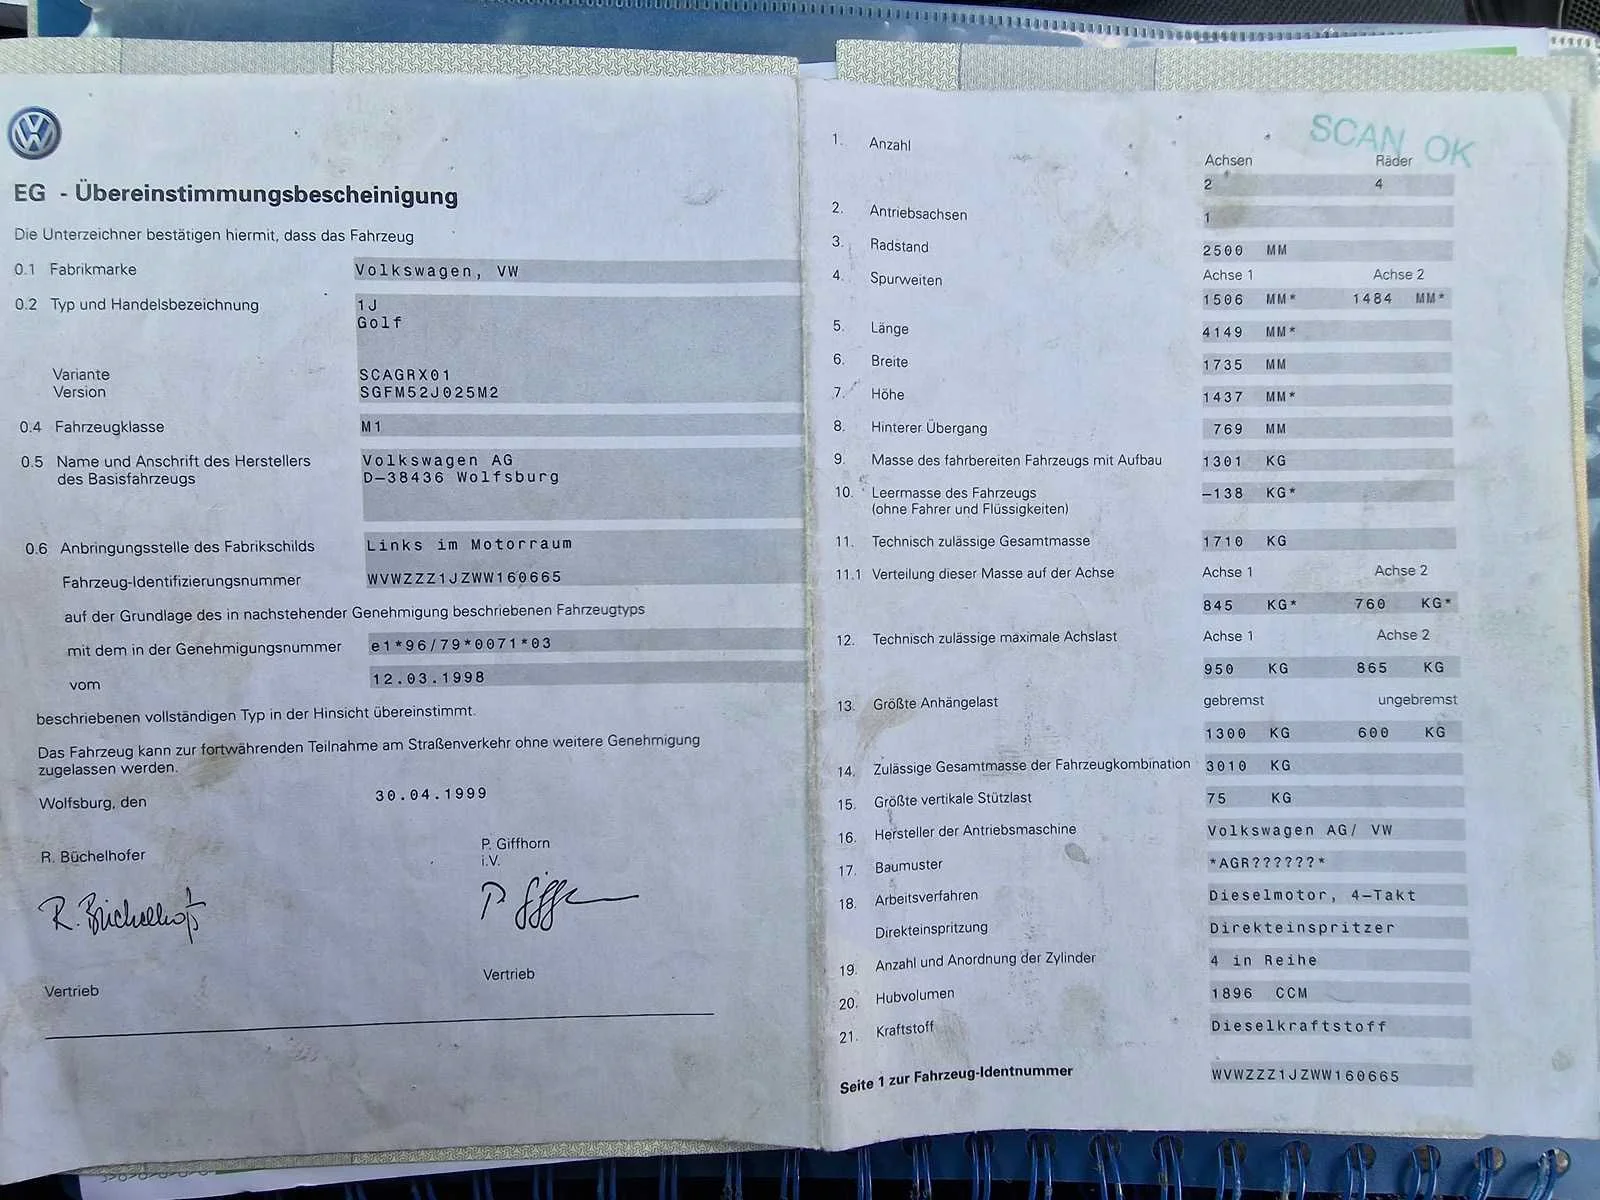 EG - Übereinstimmungsbescheinigung
Die Unterzeichner bestätigen hiermit, dass das Fahrzeug
0.1 Fabrikmarke Volkswagen, VW
0.2 Typ und Handelsbezeichnung 1J
Golf
Variante SCAGRX01
Version SGFM52J025M2
0.4 Fahrzeugklasse M1
0.5 Name und Anschrift des Herstellers Volkswagen AG
des Basisfahrzeugs D-38436 Wolfsburg
0.6 Anbringungsstelle des Fabrikschilds Links im Motorraum
Fahrzeug-Identifizierungsnummer WVWZZZ1JZWW160665
auf der Grundlage des in nachstehender Genehmigung beschriebenen Fahrzeugtyps
mit dem in der Genehmigungsnummer e1*96/79*0071*03
vom 12.03.1998
beschriebenen vollständigen Typ in der Hinsicht übereinstimmt.
Das Fahrzeug kann zur fortwährenden Teilnahme am Straßenverkehr ohne weitere Genehmigung
zugelassen werden.
Wolfsburg, den 30.04.1999
R. Büchelhofer
P. Giffhorn
i.V.
R. Büchelhofer
P. Giff
Vertrieb
Vertrieb
SCAN OK
1. Anzahl
Achsen Räder
2 4
2. Antriebsachsen 1
3. Radstand 2500 MM
4. Spurweiten Achse 1 Achse 2
1506 MM* 1484 MM*
5. Länge 4149 MM*
6. Breite 1735 MM
7. Höhe 1437 MM*
8. Hinterer Übergang 769 MM
9. Masse des fahrbereiten Fahrzeugs mit Aufbau 1301 KG
10. Leermasse des Fahrzeugs -138 KG*
(ohne Fahrer und Flüssigkeiten)
11. Technisch zulässige Gesamtmasse 1710 KG
11.1 Verteilung dieser Masse auf der Achse Achse 1 Achse 2
845 KG* 760 KG*
12. Technisch zulässige maximale Achslast Achse 1 Achse 2
950 KG 865 KG
13. Größte Anhängelast gebremst ungebremst
1300 KG 600 KG
14. Zulässige Gesamtmasse der Fahrzeugkombination 3010 KG
15. Größte vertikale Stützlast 75 KG
16. Hersteller der Antriebsmaschine Volkswagen AG/ VW
17. Baumuster *AGR??????*
18. Arbeitsverfahren Dieselmotor, 4-Takt
Direkteinspritzung Direkteinspritzer
19. Anzahl und Anordnung der Zylinder 4 in Reihe
20. Hubvolumen 1896 CCM
21. Kraftstoff Dieselkraftstoff
Seite 1 zur Fahrzeug-Identnummer WVWZZZ1JZWW160665